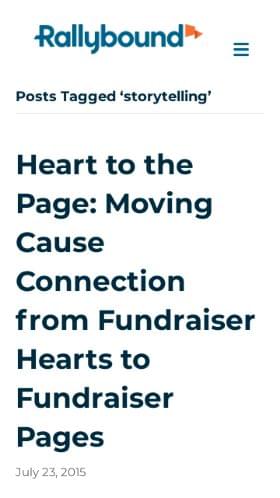 Rallybound
Posts Tagged ‘storytelling’
Heart to the
Page: Moving
Cause
Connection
from Fundraiser
Hearts to
Fundraiser
Pages
July 23, 2015